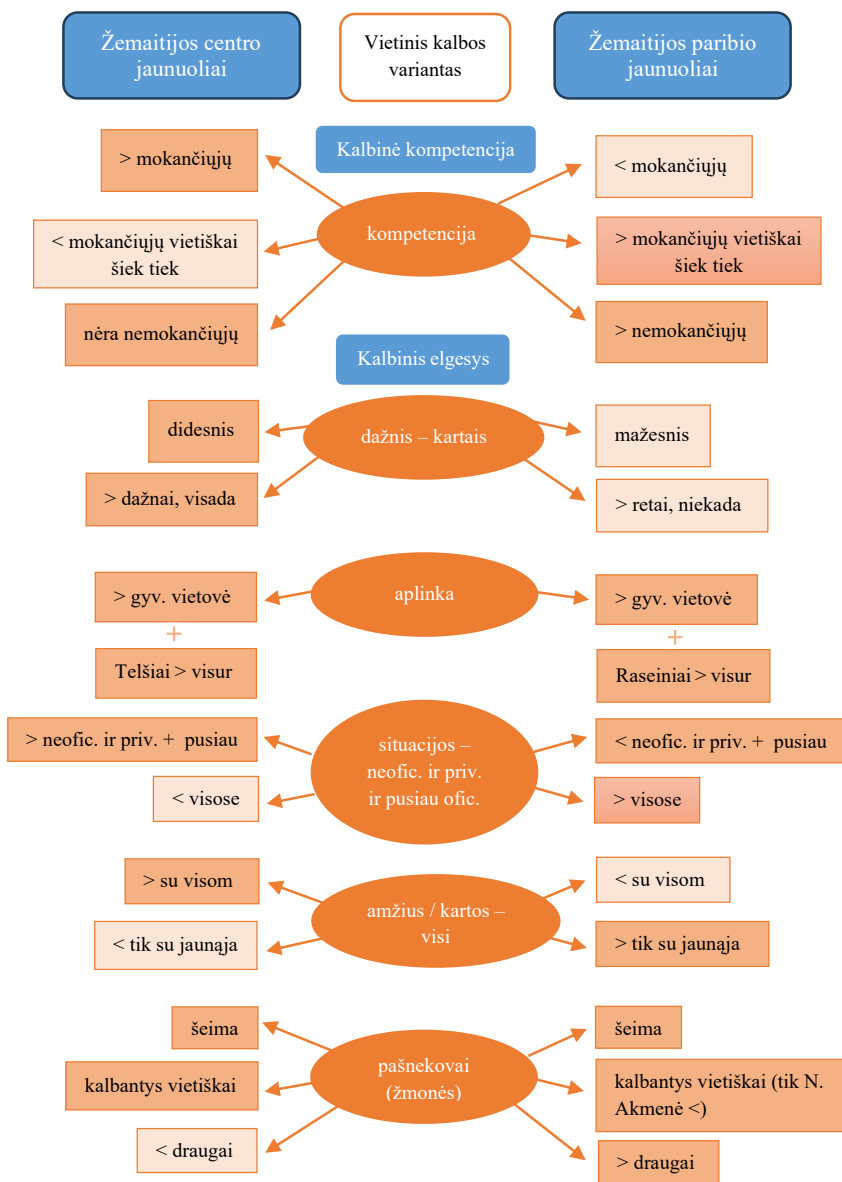 Žemaitijos centro
jaunuoliai
Vietinis kalbos
variantas
Žemaitijos paribio
jaunuoliai
Kalbinė kompetencija
> mokančiųjų
< mokančiųjų
kompetencija
< mokančiųjų vietiškai
šiek tiek
> mokančiųjų vietiškai
šiek tiek
nėra nemokančiųjų
> nemokančiųjų
Kalbinis elgesys
didesnis
dažnis – kartais
mažesnis
> dažnai, visada
> retai, niekada
> gyv. vietovė
aplinka
> gyv. vietovė
+
+
Telšiai > visur
Raseiniai > visur
> neofic. ir priv. + pusiau
situacijos –
neofic. ir priv.
ir pusiau ofic.
< neofic. ir priv. + pusiau
< visose
> visose
> su visom
< su visom
amžius / kartos –
visi
< tik su jaunąja
> tik su jaunąja
šeima
šeima
kalbantys vietiškai
pašnekovai
(žmonės)
kalbantys vietiškai (tik N.
Akmenė <)
< draugai
> draugai